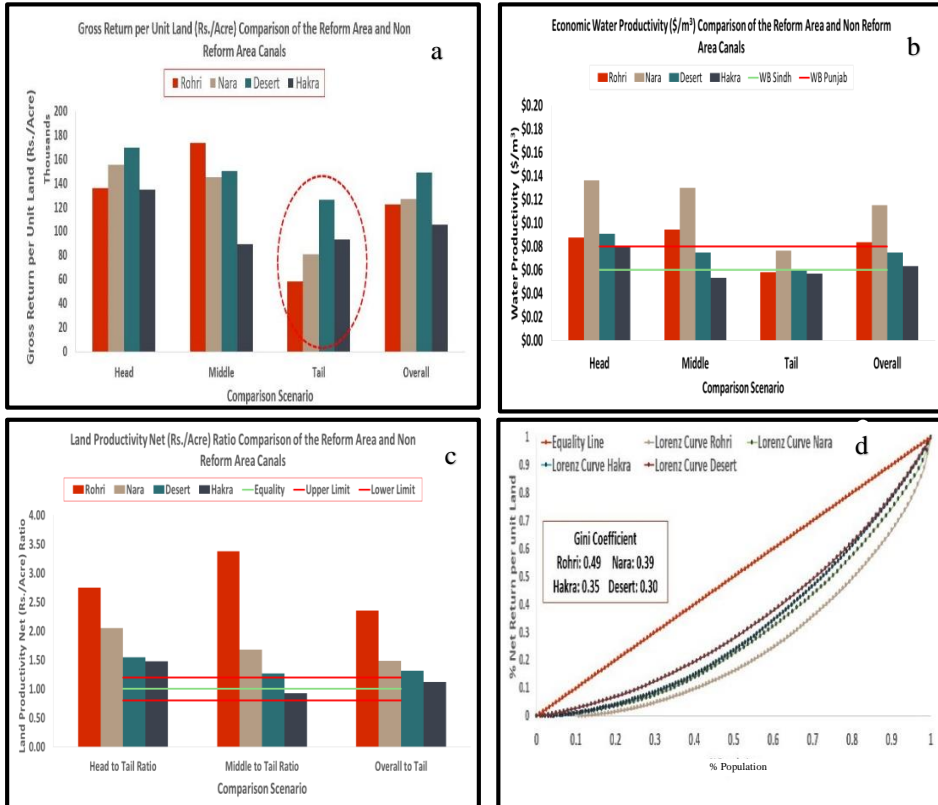 Gross Return per Unit Land (Rs./Acre) Comparison of the Reform Area and Non
Reform Area Canals
a
Rohri Nara Desert Hakra
Gross Return per Unit Land (Rs./Acre)
Thousands
200
180
160
140
120
100
80
60
40
20
0
Head Middle Tail Overall
Comparison Scenario
Economic Water Productivity ($/m³) Comparison of the Reform Area and Non Reform
Area Canals
b
Rohri Nara Desert Hakra WB Sindh WB Punjab
Water Productivity ($/m³)
$0.20
$0.18
$0.16
$0.14
$0.12
$0.10
$0.08
$0.06
$0.04
$0.02
$0.00
Head Middle Tail Overall
Comparison Scenario
Land Productivity Net (Rs./Acre) Ratio Comparison of the Reform Area and Non
Reform Area Canals
c
Rohri Nara Desert Hakra Equality Upper Limit Lower Limit
Land Productivity Net (Rs./Acre) Ratio
4.00
3.50
3.00
2.50
2.00
1.50
1.00
0.50
0.00
Head to Tail Ratio Middle to Tail Ratio Overall to Tail
Comparison Scenario
d
Equality Line Lorenz Curve Rohri Lorenz Curve Nara
Lorenz Curve Hakra Lorenz Curve Desert
% Net Return per unit Land
1
0.9
0.8
0.7
0.6
0.5
0.4
0.3
0.2
0.1
0
Gini Coefficient
Rohri: 0.49 Nara: 0.39
Hakra: 0.35 Desert: 0.30
0 0.1 0.2 0.3 0.4 0.5 0.6 0.7 0.8 0.9 1
% Population